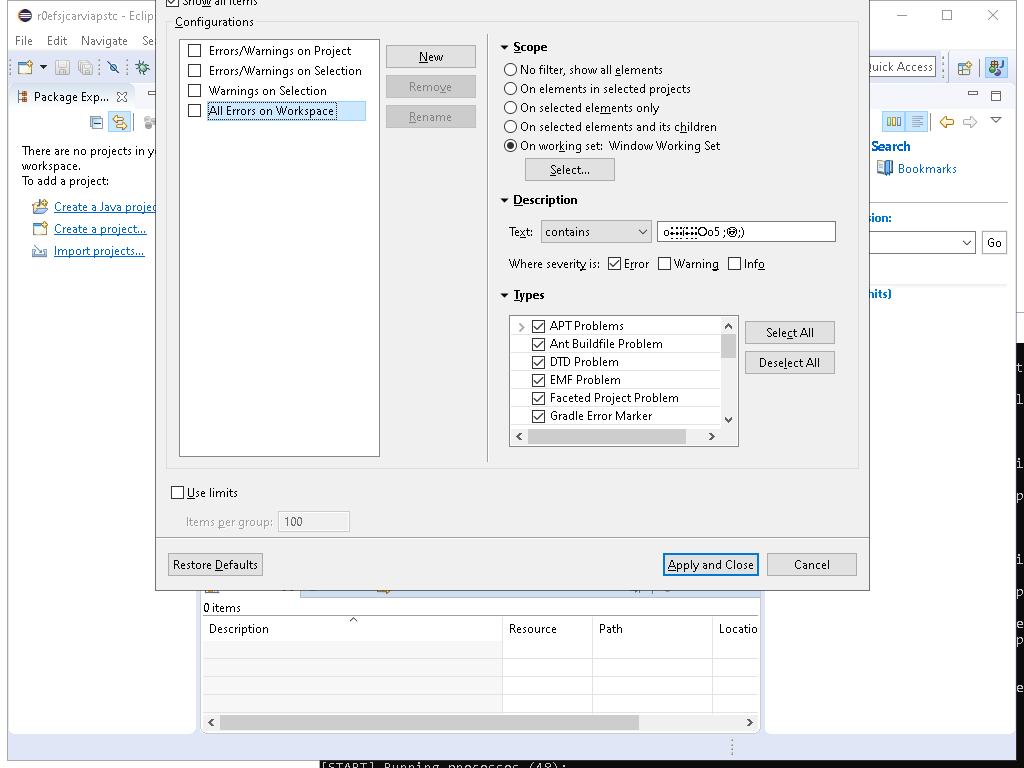 r0efsjcarviapstc - Eclip
Show all items
File Edit Navigate Se
Configurations
Errors/Warnings on Project
Errors/Warnings on Selection
Warnings on Selection
All Errors on Workspace
New
Remove
Rename
Scope
No filter, show all elements
On elements in selected projects
On selected elements only
On selected elements and its children
On working set: Window Working Set
Select...
Description
Text: contains
Where severity is: Error Warning Info
Types
APT Problems
Ant Buildfile Problem
DTD Problem
EMF Problem
Faceted Project Problem
Gradle Error Marker
Select All
Deselect All
Use limits
Items per group: 100
Restore Defaults
Apply and Close
Cancel
Package Exp...
There are no projects in y
workspace.
To add a project:
Create a Java projec
Create a project...
Import projects...
Quick Access
Search
Bookmarks
sion:
Go
hits)
0 items
Description Resource Path Locatio
[START] Running processes (48):